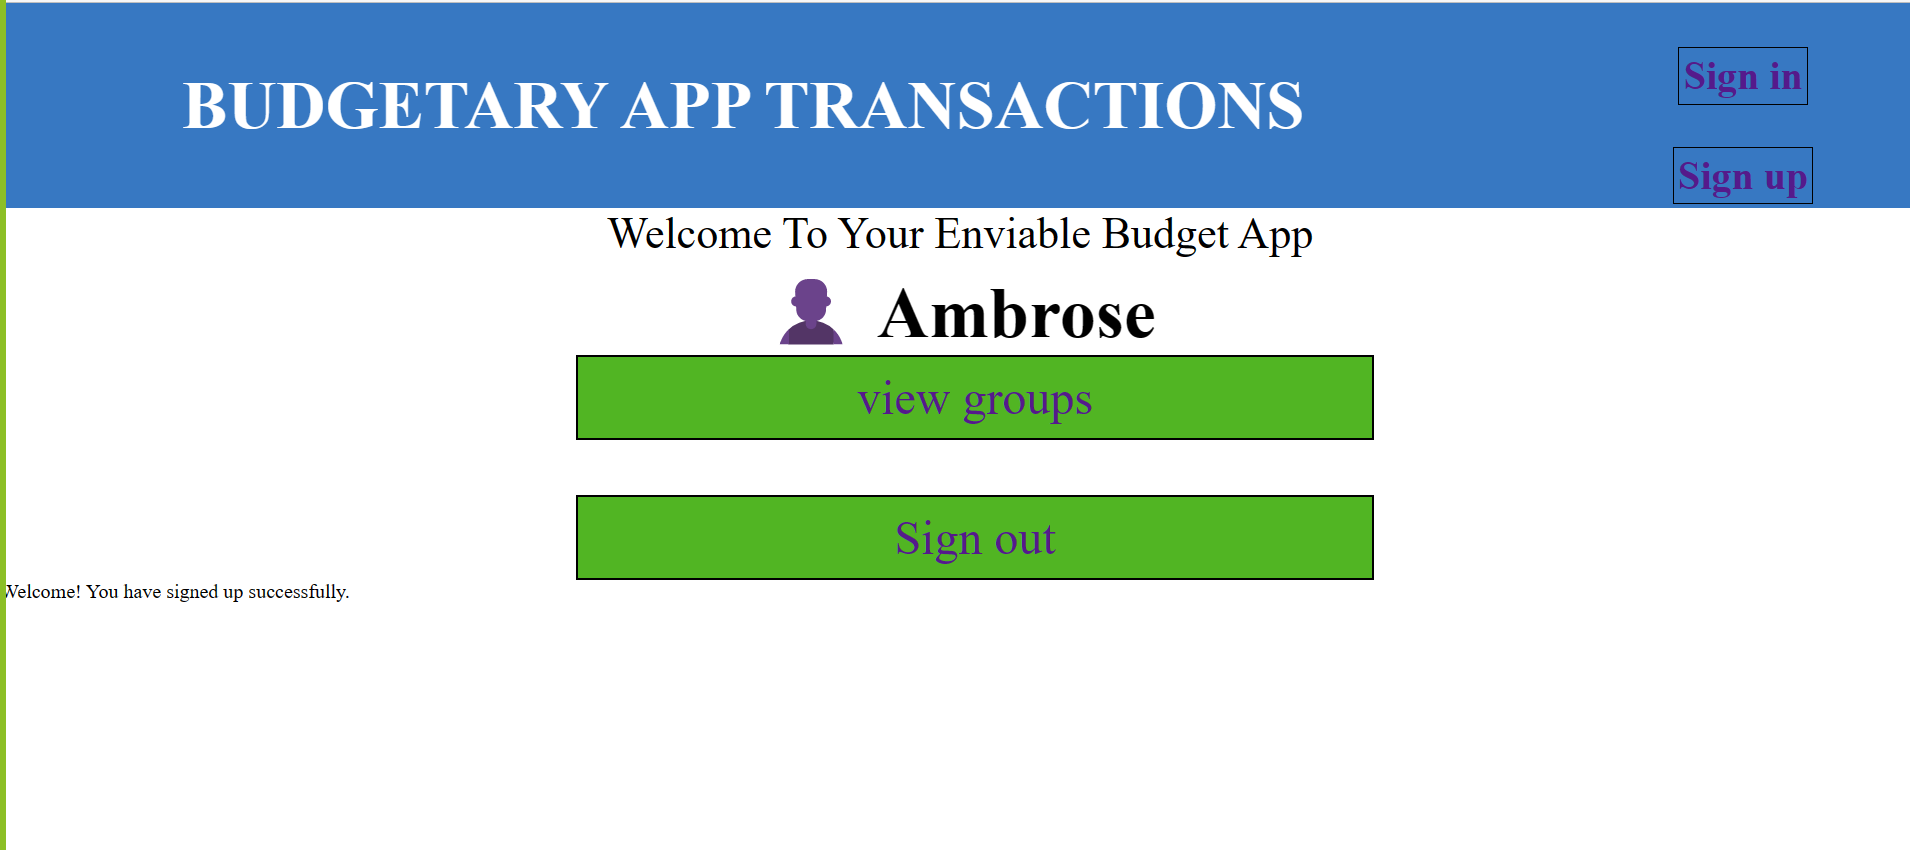 BUDGETARY APP TRANSACTIONS
Sign in
Sign up
Welcome To Your Enviable Budget App
Ambrose
view groups
Sign out
Welcome! You have signed up successfully.